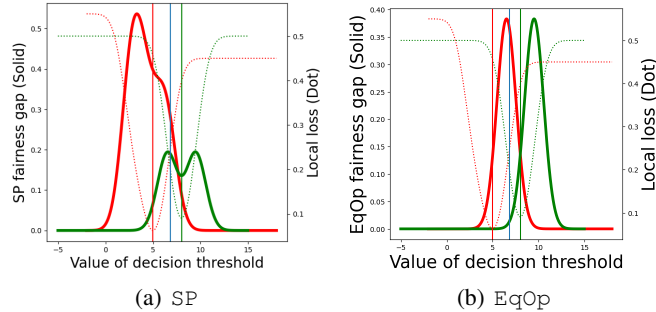 SP fairness gap (Solid)
0.5
0.4
0.3
0.2
0.1
0.0
-5 0 5 10 15
0.5
0.4
0.3
0.2
0.1
Local loss (Dot)
Value of decision threshold
(a) SP
EqOp fairness gap (Solid)
0.40
0.35
0.30
0.25
0.20
0.15
0.10
0.05
0.00
-5 0 5 10 15
0.5
0.4
0.3
0.2
0.1
Local loss (Dot)
Value of decision threshold
(b) EqOp